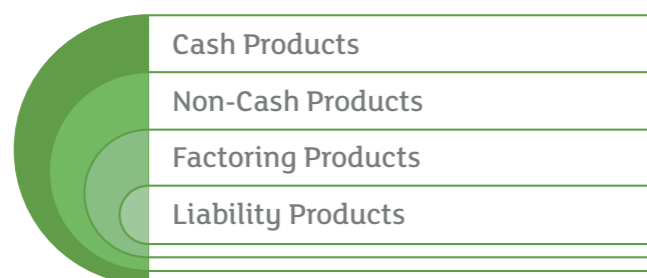 Cash Products
Non-Cash Products
Factoring Products
Liability Products